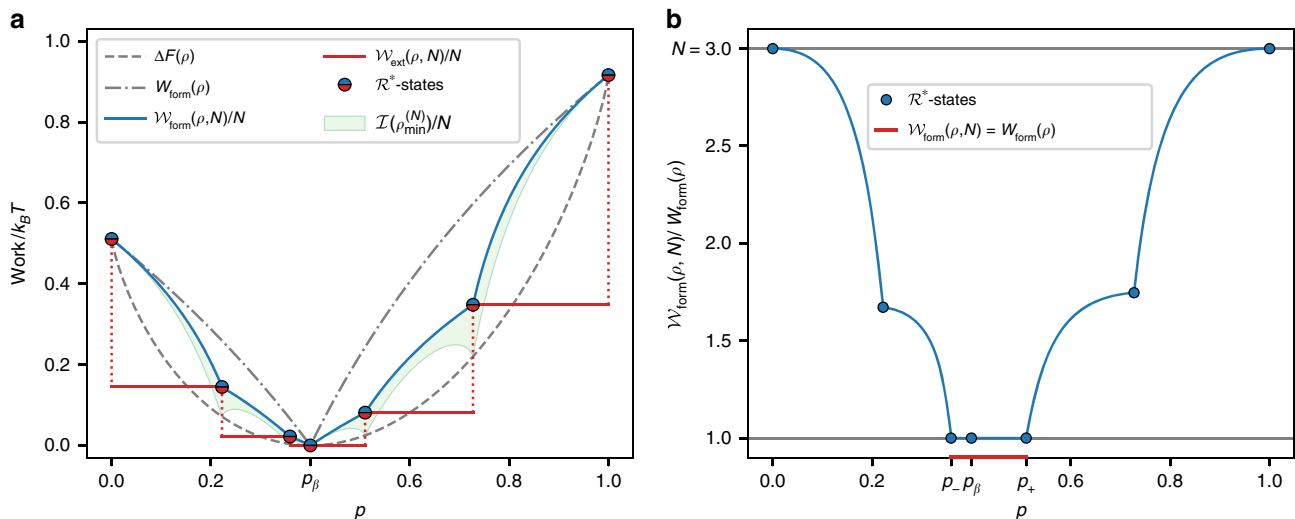 a
Work/k_BT
1.0
0.8
0.6
0.4
0.2
0.0
ΔF(ρ)
W_form(ρ)
𝒲_form(ρ,N)/N
𝒲_ext(ρ, N)/N
ℛ*-states
ℐ(ρ_min^(N))/N
0.0 0.2 p_β 0.6 0.8 1.0
p
b
𝒲_form(ρ, N)/ W_form(ρ)
N = 3.0
2.5
2.0
1.5
1.0
ℛ*-states
𝒲_form(ρ,N) = W_form(ρ)
0.0 0.2 p_− p_β p_+ 0.6 0.8 1.0
p